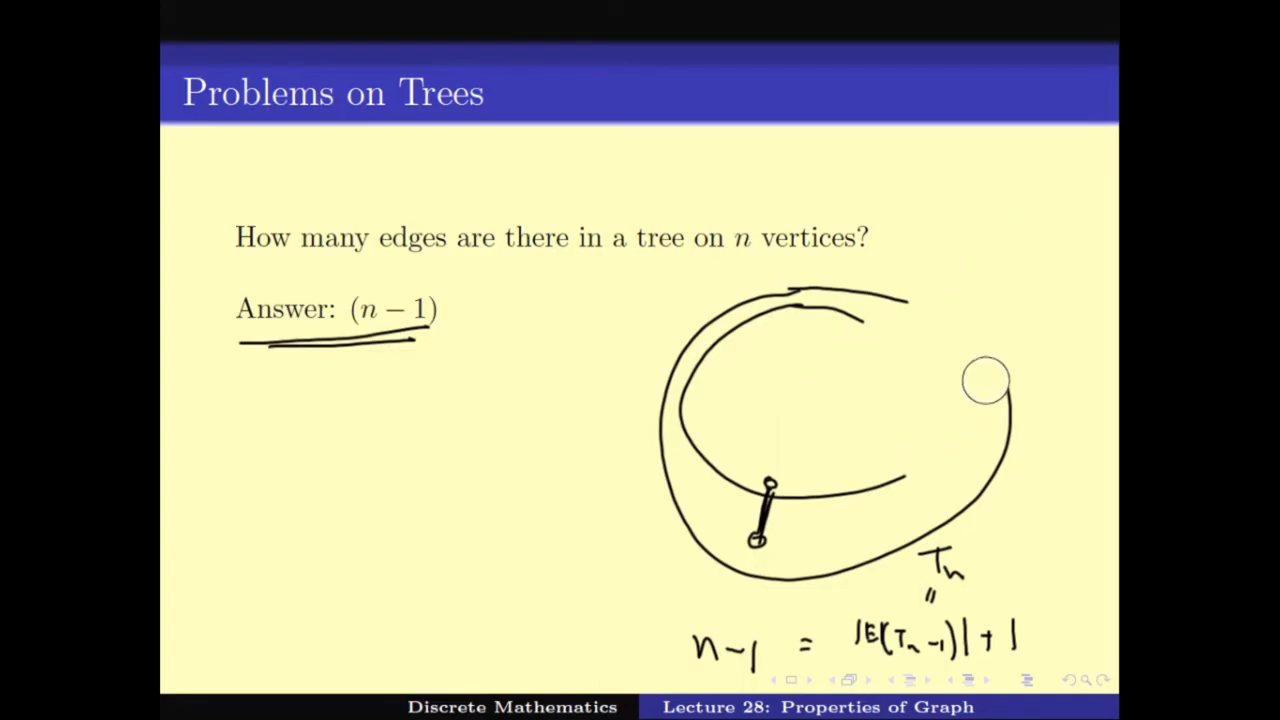 Problems on Trees
How many edges are there in a tree on n vertices?
Answer: (n − 1)
Tn
"
n-1 = |E(Tn-1)| + 1
Discrete Mathematics Lecture 28: Properties of Graph